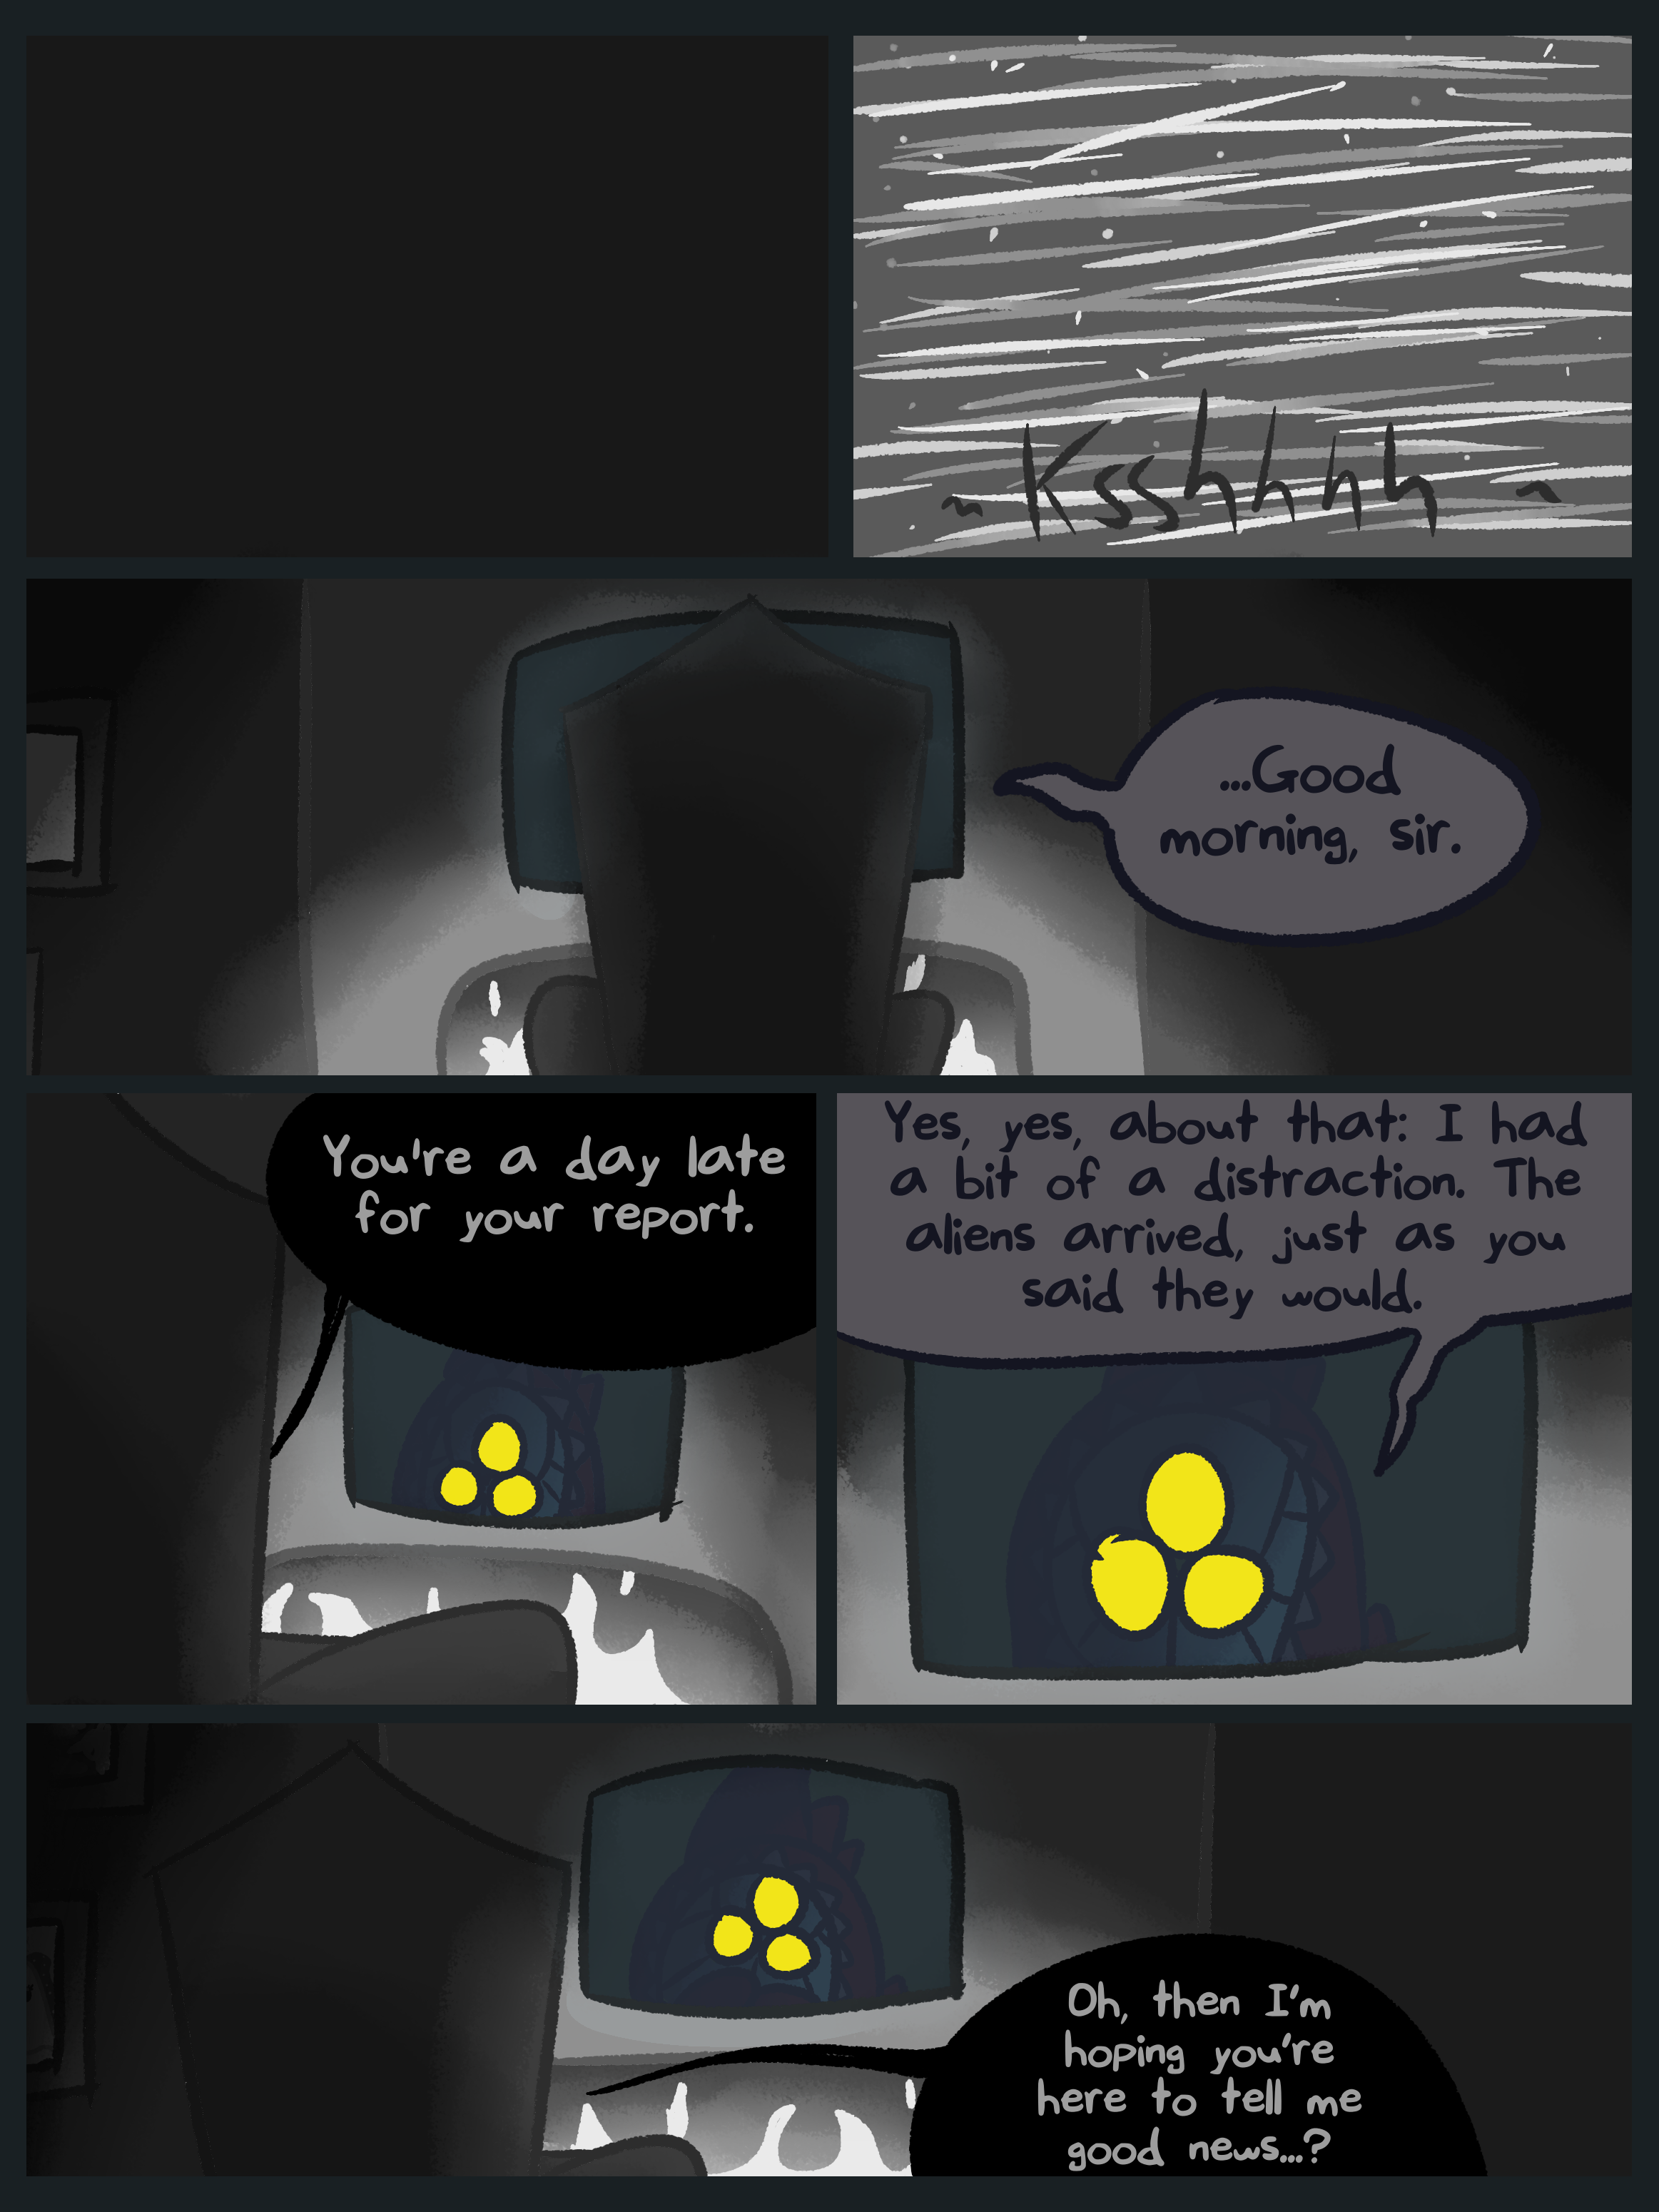 ~Ksshhhh~
...Good
morning, sir.
You're a day late
for your report.
Yes, yes, about that: I had
a bit of a distraction. The
aliens arrived, just as you
said they would.
Oh, then I'm
hoping you're
here to tell me
good news...?